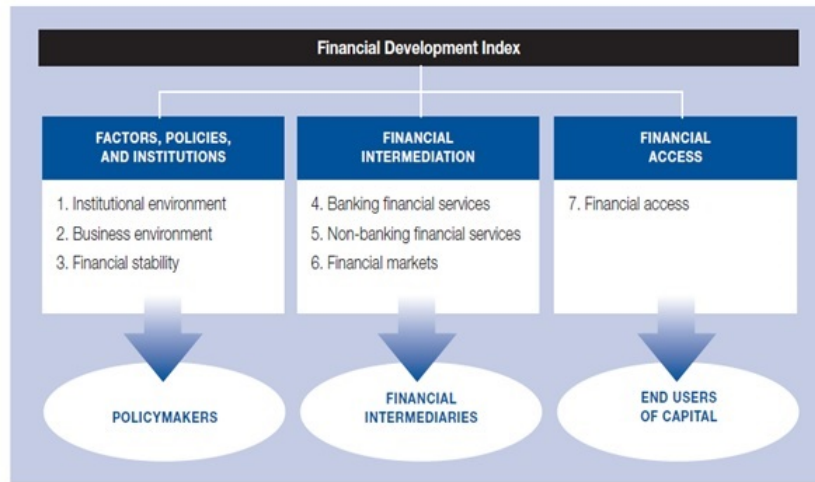 Financial Development Index
FACTORS, POLICIES,
AND INSTITUTIONS
1. Institutional environment
2. Business environment
3. Financial stability
POLICYMAKERS
FINANCIAL
INTERMEDIATION
4. Banking financial services
5. Non-banking financial services
6. Financial markets
FINANCIAL
INTERMEDIARIES
FINANCIAL
ACCESS
7. Financial access
END USERS
OF CAPITAL